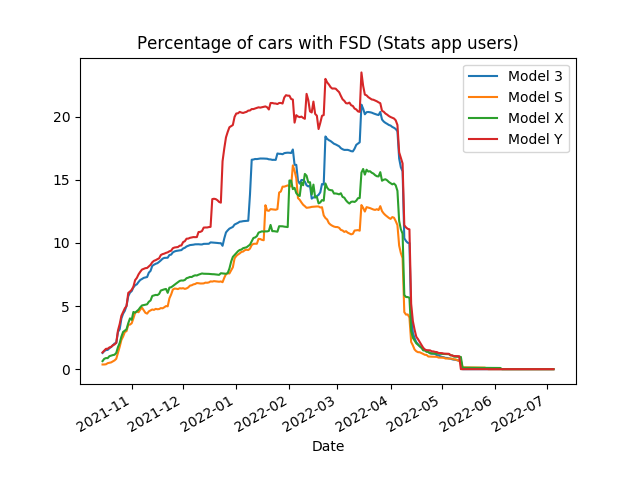 Percentage of cars with FSD (Stats app users)
Model 3
Model S
Model X
Model Y
20
15
10
5
0
2021-11
2021-12
2022-01
2022-02
2022-03
2022-04
2022-05
2022-06
2022-07
Date